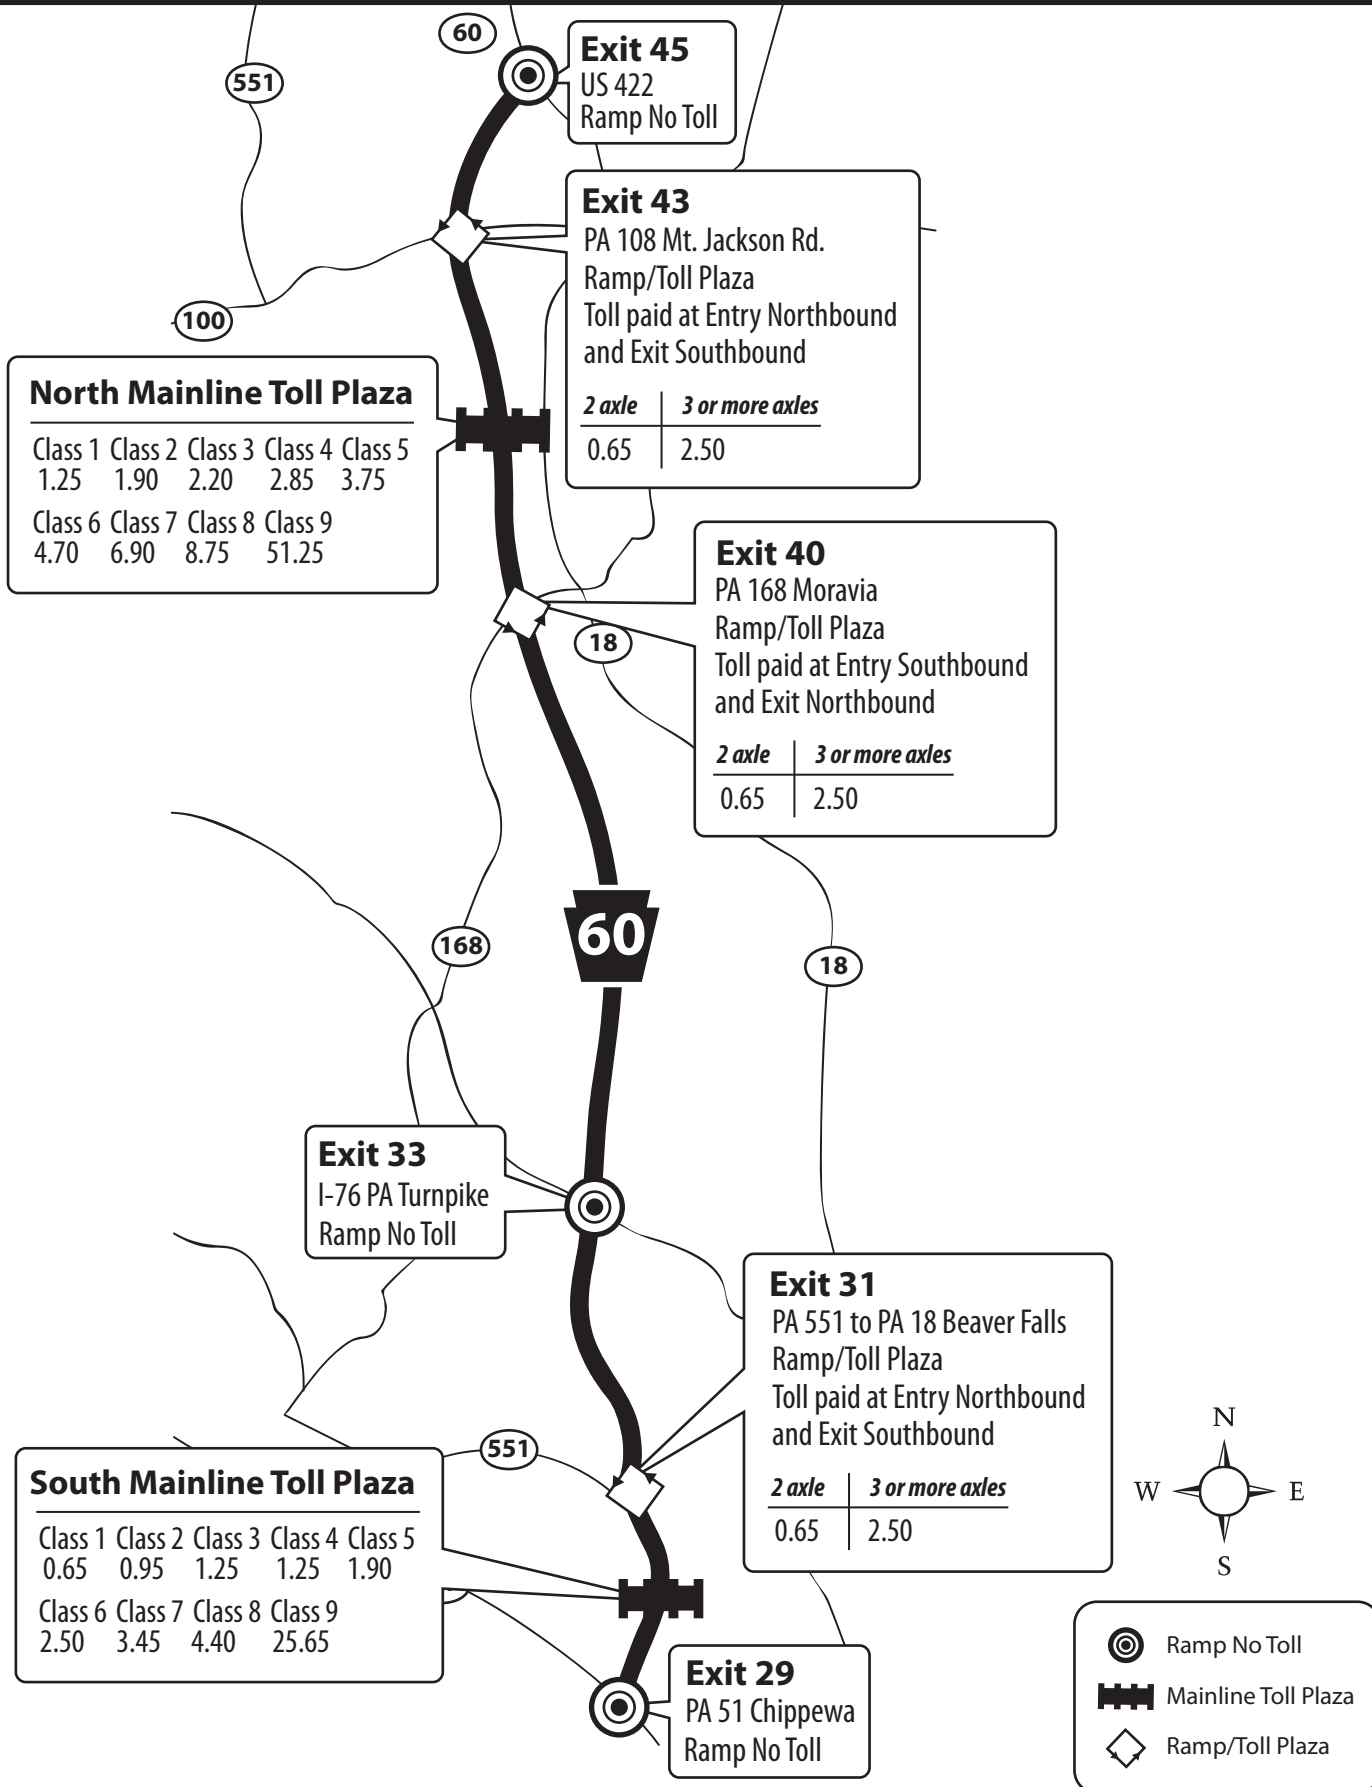 60
Exit 45
US 422
Ramp No Toll
551
Exit 43
PA 108 Mt. Jackson Rd.
Ramp/Toll Plaza
Toll paid at Entry Northbound
and Exit Southbound
2 axle 3 or more axles
0.65 2.50
100
North Mainline Toll Plaza
Class 1 Class 2 Class 3 Class 4 Class 5
1.25 1.90 2.20 2.85 3.75
Class 6 Class 7 Class 8 Class 9
4.70 6.90 8.75 51.25
Exit 40
PA 168 Moravia
Ramp/Toll Plaza
Toll paid at Entry Southbound
and Exit Northbound
2 axle 3 or more axles
0.65 2.50
18
60
168
18
Exit 33
I-76 PA Turnpike
Ramp No Toll
Exit 31
PA 551 to PA 18 Beaver Falls
Ramp/Toll Plaza
Toll paid at Entry Northbound
and Exit Southbound
2 axle 3 or more axles
0.65 2.50
551
South Mainline Toll Plaza
Class 1 Class 2 Class 3 Class 4 Class 5
0.65 0.95 1.25 1.25 1.90
Class 6 Class 7 Class 8 Class 9
2.50 3.45 4.40 25.65
Exit 29
PA 51 Chippewa
Ramp No Toll
N
W E
S
Ramp No Toll
Mainline Toll Plaza
Ramp/Toll Plaza